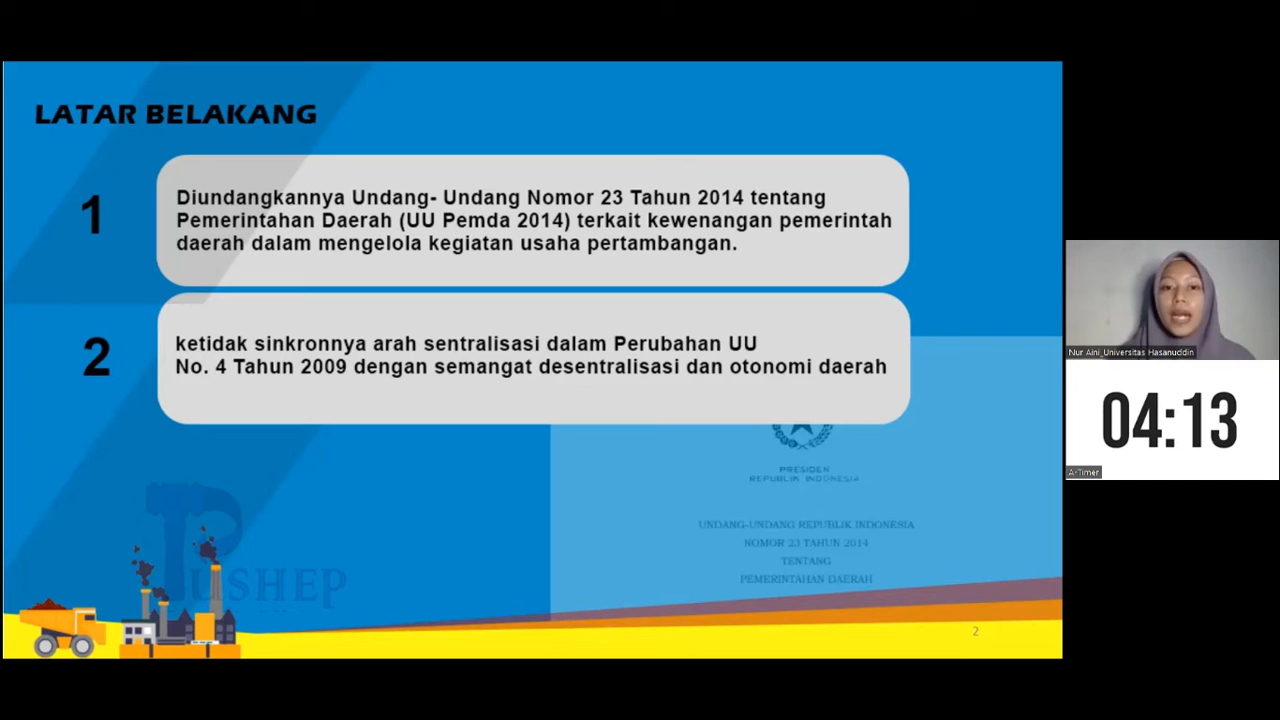 LATAR BELAKANG
1
Diundangkannya Undang- Undang Nomor 23 Tahun 2014 tentang
Pemerintahan Daerah (UU Pemda 2014) terkait kewenangan pemerintah
daerah dalam mengelola kegiatan usaha pertambangan.
2
ketidak sinkronnya arah sentralisasi dalam Perubahan UU
No. 4 Tahun 2009 dengan semangat desentralisasi dan otonomi daerah
PRESIDEN
REPUBLIK INDONESIA
UNDANG-UNDANG REPUBLIK INDONESIA
NOMOR 23 TAHUN 2014
TENTANG
PEMERINTAHAN DAERAH
PUSHEP
2
Nur Aini_Universitas Hasanuddin
04:13
A-Timer